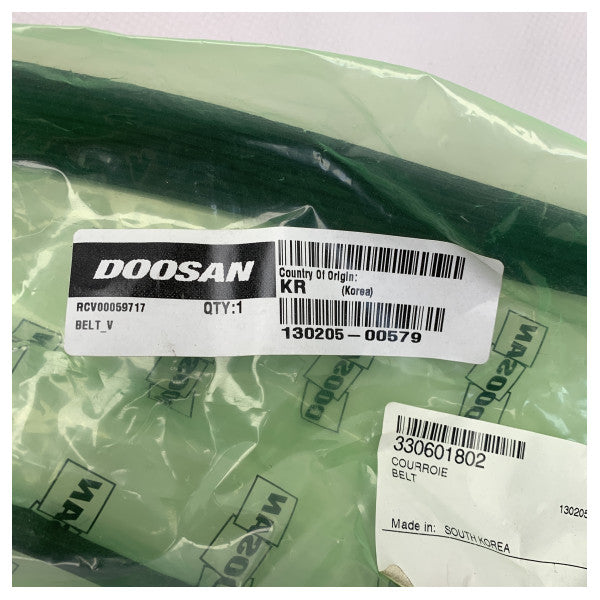 DOOSAN
RCV00059717 QTY:1
BELT_V
Country Of Origin:
KR (Korea)
130205-00579
330601802
COURROIE
BELT
130205
Made in: SOUTH KOREA
DOOSAN
DOOSAN
DOOSAN